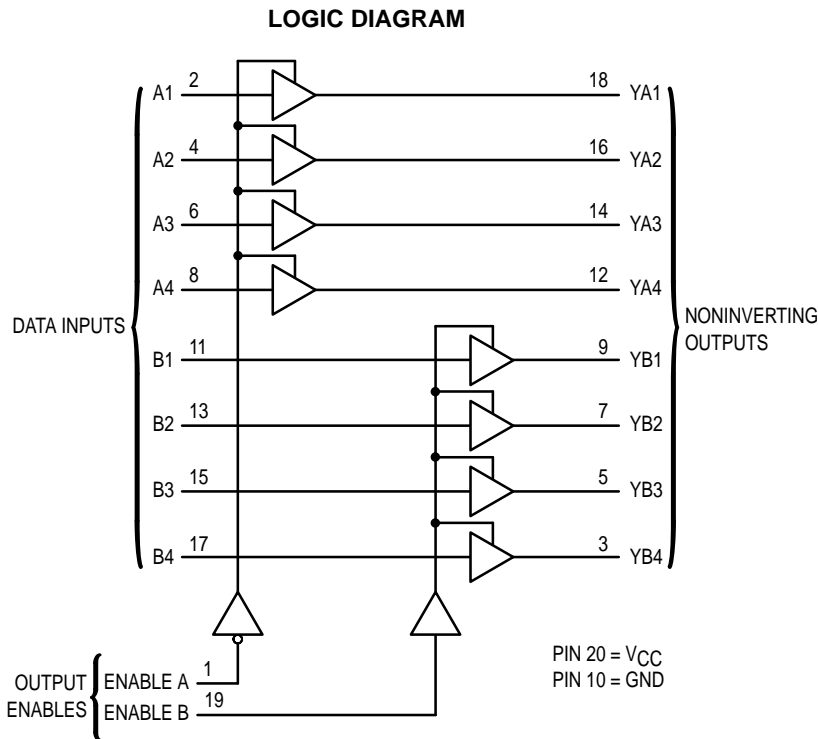 LOGIC DIAGRAM
A1 2 18 YA1
A2 4 16 YA2
A3 6 14 YA3
A4 8 12 YA4
DATA INPUTS
NONINVERTING
OUTPUTS
B1 11 9 YB1
B2 13 7 YB2
B3 15 5 YB3
B4 17 3 YB4
OUTPUT
ENABLES
ENABLE A 1
ENABLE B 19
PIN 20 = VCC
PIN 10 = GND